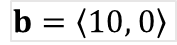 b = ⟨10, 0⟩